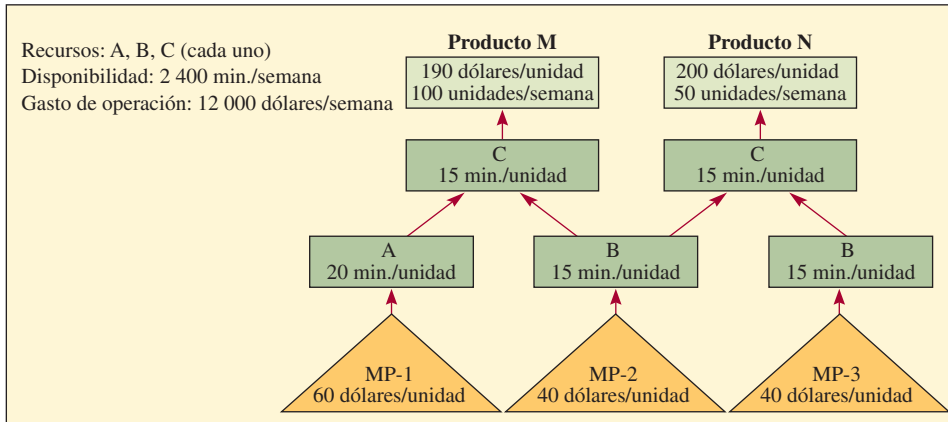 Recursos: A, B, C (cada uno)
Disponibilidad: 2 400 min./semana
Gasto de operación: 12 000 dólares/semana
Producto M
190 dólares/unidad
100 unidades/semana
Producto N
200 dólares/unidad
50 unidades/semana
C
15 min./unidad
C
15 min./unidad
A
20 min./unidad
B
15 min./unidad
B
15 min./unidad
MP-1
60 dólares/unidad
MP-2
40 dólares/unidad
MP-3
40 dólares/unidad